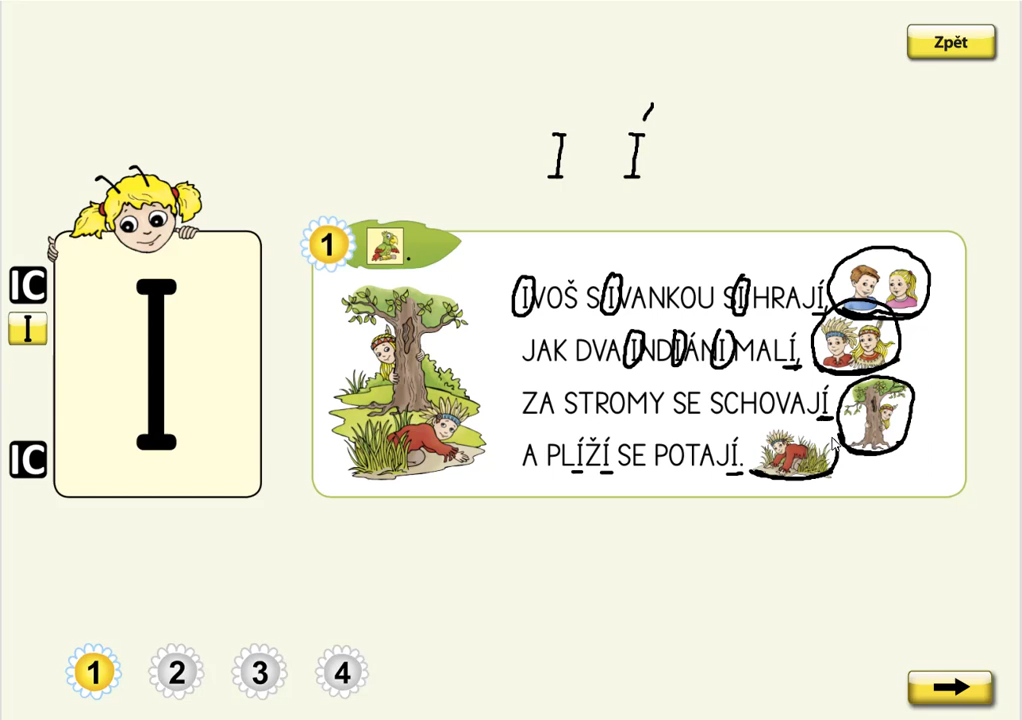 Zpět
I Í
IC
I
I
IC
1 .
IVOŠ S IVANKOU SI HRAJÍ,
JAK DVA INDIÁNI MALÍ,
ZA STROMY SE SCHOVAJÍ
A PLÍŽÍ SE POTAJÍ.
1 2 3 4